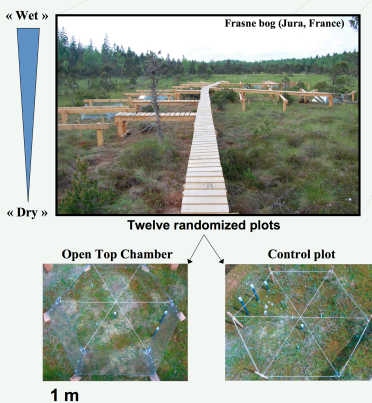 « Wet »
Frasne bog (Jura, France)
« Dry »
Twelve randomized plots
Open Top Chamber
Control plot
1 m